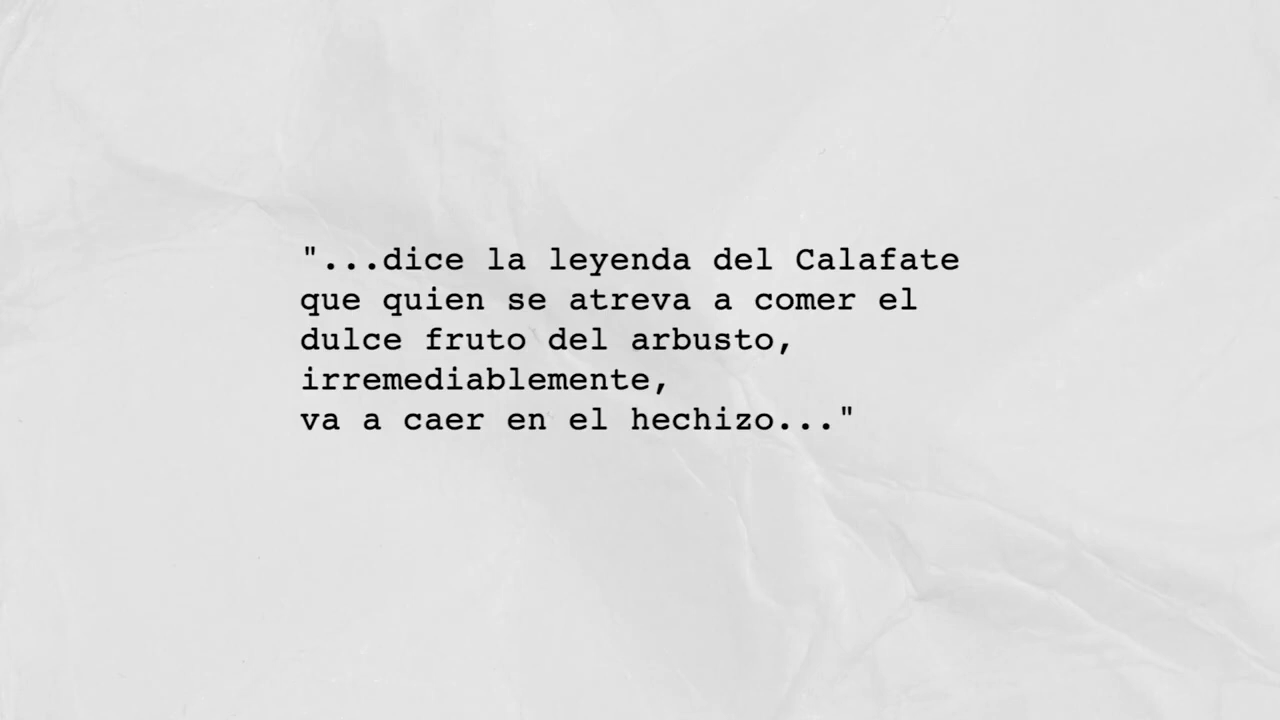 "...dice la leyenda del Calafate
que quien se atreva a comer el
dulce fruto del arbusto,
irremediablemente,
va a caer en el hechizo..."